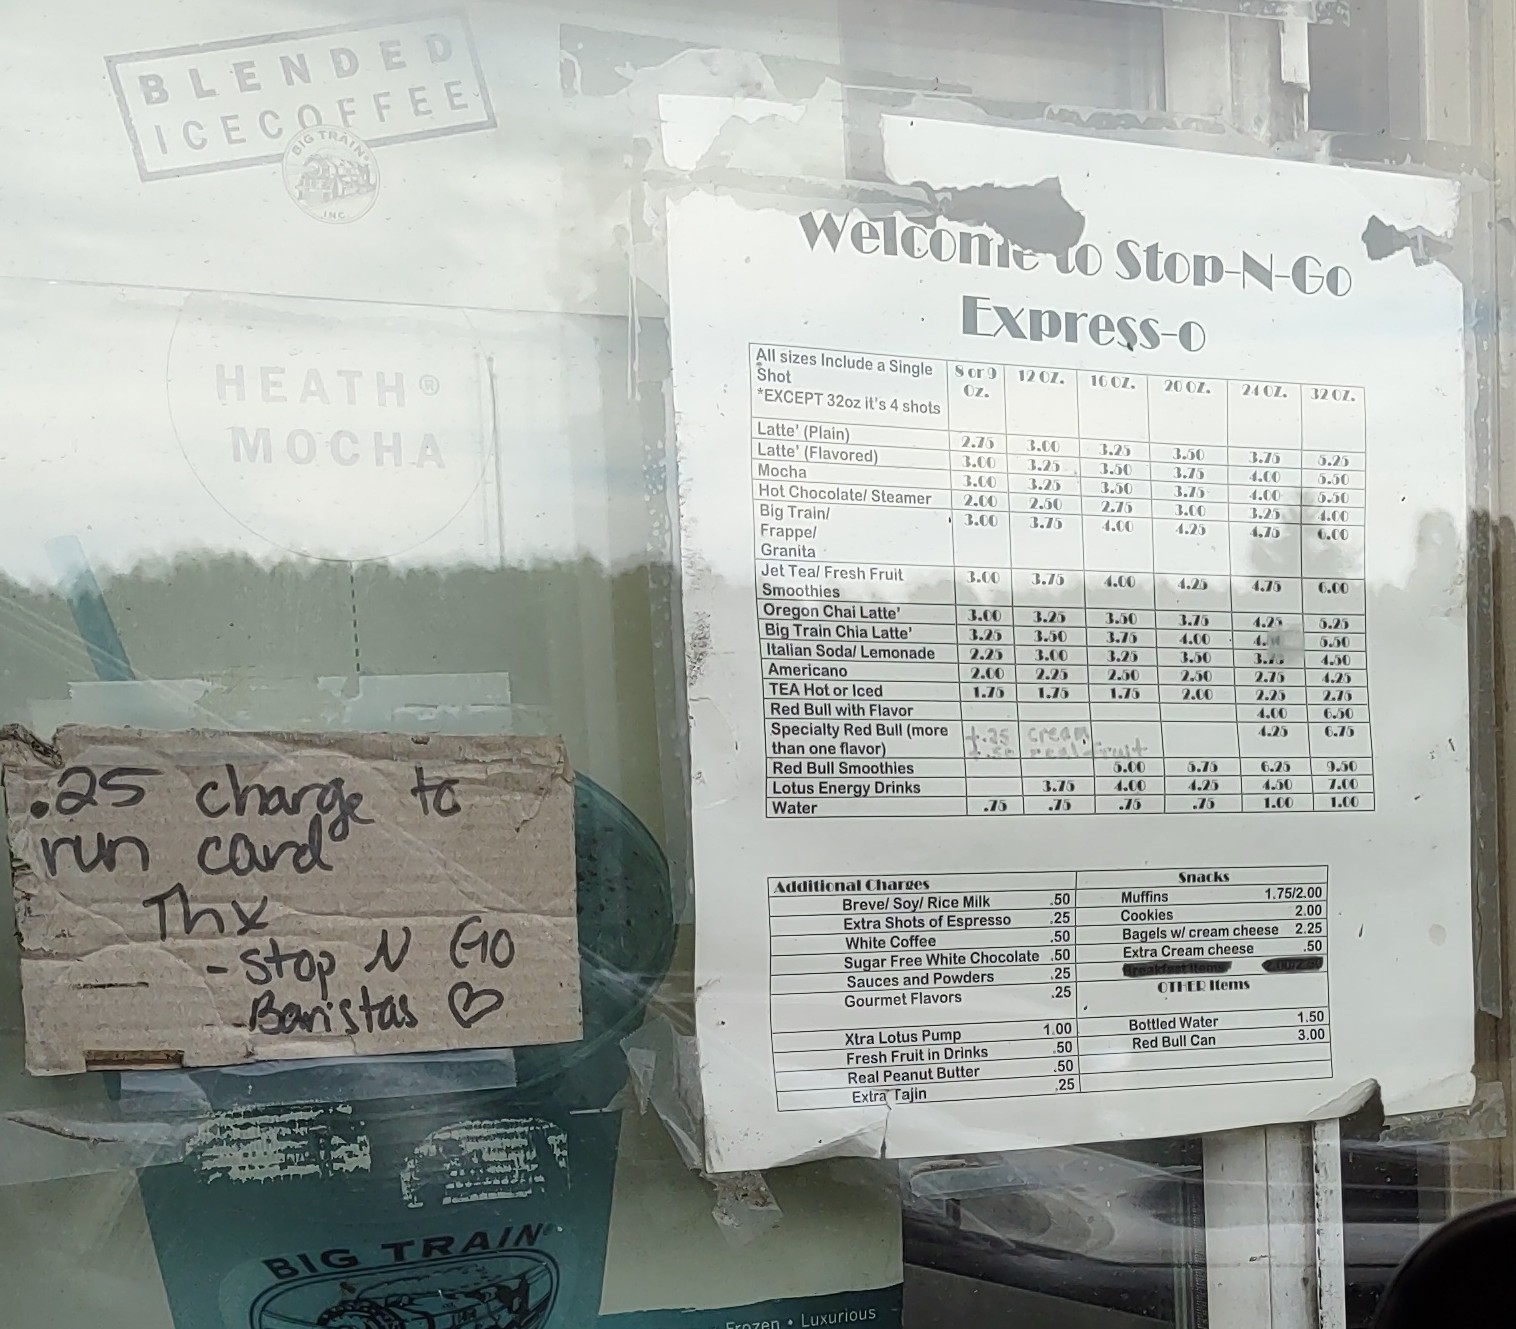 BLENDED
ICECOFFEE
BIG TRAIN®
INC.
HEATH®
MOCHA
.25 charge to
run card
Thx
- Stop N GO
Baristas ♡
BIG TRAIN®
Frozen • Luxurious
Welcome to Stop-N-Go
Express-o
All sizes Include a Single Shot *EXCEPT 32oz it's 4 shots 8 or 9 Oz. 12 OZ. 16 OZ. 20 OZ. 24 OZ. 32 OZ.
Latte' (Plain) 2.75 3.00 3.25 3.50 3.75 5.25
Latte' (Flavored) 3.00 3.25 3.50 3.75 4.00 5.50
Mocha 3.00 3.25 3.50 3.75 4.00 5.50
Hot Chocolate/ Steamer 2.00 2.50 2.75 3.00 3.25 4.00
Big Train/ 3.00 3.75 4.00 4.25 4.75 6.00
Frappe/
Granita
Jet Tea/ Fresh Fruit 3.00 3.75 4.00 4.25 4.75 6.00
Smoothies
Oregon Chai Latte' 3.00 3.25 3.50 3.75 4.25 5.25
Big Train Chia Latte' 3.25 3.50 3.75 4.00 5.50
Italian Soda/ Lemonade 2.25 3.00 3.25 3.50 4.50
Americano 2.00 2.25 2.50 2.50 2.75 4.25
TEA Hot or Iced 1.75 1.75 1.75 2.00 2.25 2.75
Red Bull with Flavor 4.00 6.50
Specialty Red Bull (more +.25 cream 4.25 6.75
than one flavor) +.50 real fruit
Red Bull Smoothies 5.00 5.75 6.25 9.50
Lotus Energy Drinks 3.75 4.00 4.25 4.50 7.00
Water .75 .75 .75 .75 1.00 1.00
Additional Charges
Breve/ Soy/ Rice Milk .50
Extra Shots of Espresso .25
White Coffee .50
Sugar Free White Chocolate .50
Sauces and Powders .25
Gourmet Flavors .25
Xtra Lotus Pump 1.00
Fresh Fruit in Drinks .50
Real Peanut Butter .50
Extra Tajin .25
Snacks
Muffins 1.75/2.00
Cookies 2.00
Bagels w/ cream cheese 2.25
Extra Cream cheese .50
Breakfast Items
OTHER Items
Bottled Water 1.50
Red Bull Can 3.00